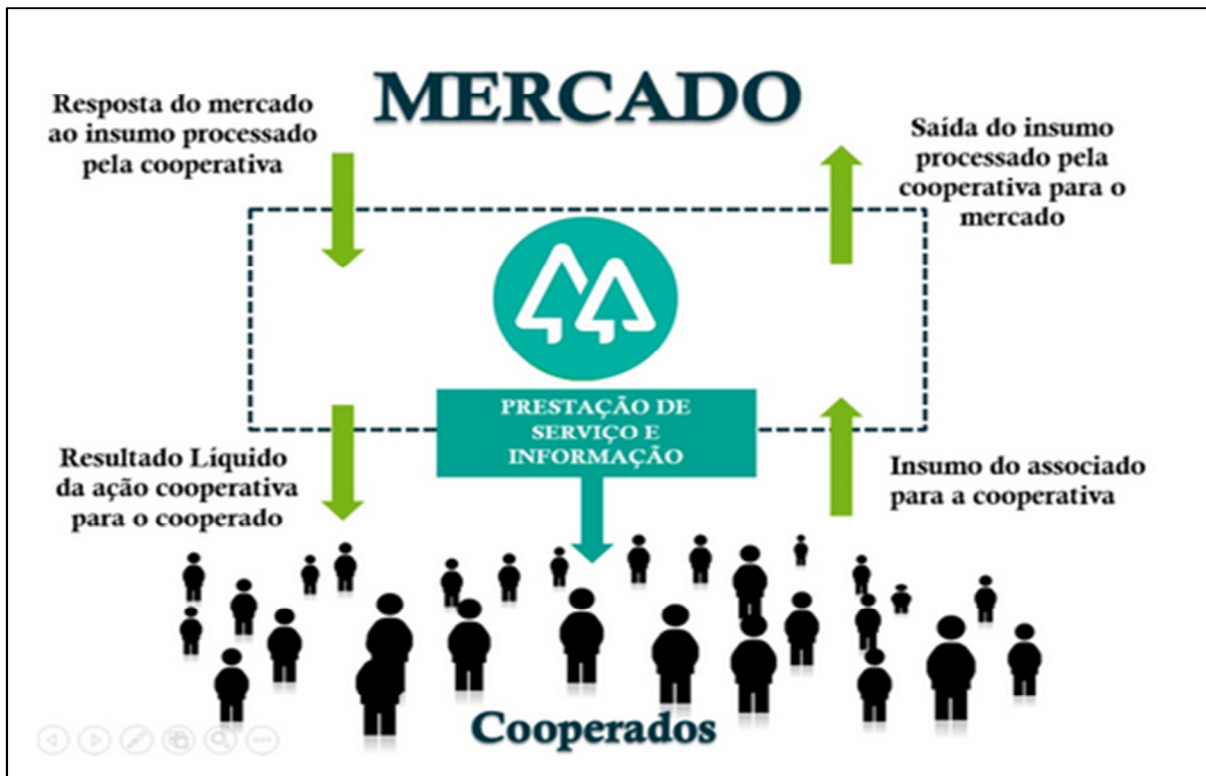 MERCADO
Resposta do mercado
ao insumo processado
pela cooperativa
Saída do insumo
processado pela
cooperativa para o
mercado
PRESTAÇÃO DE
SERVIÇO E
INFORMAÇÃO
Resultado Líquido
da ação cooperativa
para o cooperado
Insumo do associado
para a cooperativa
Cooperados